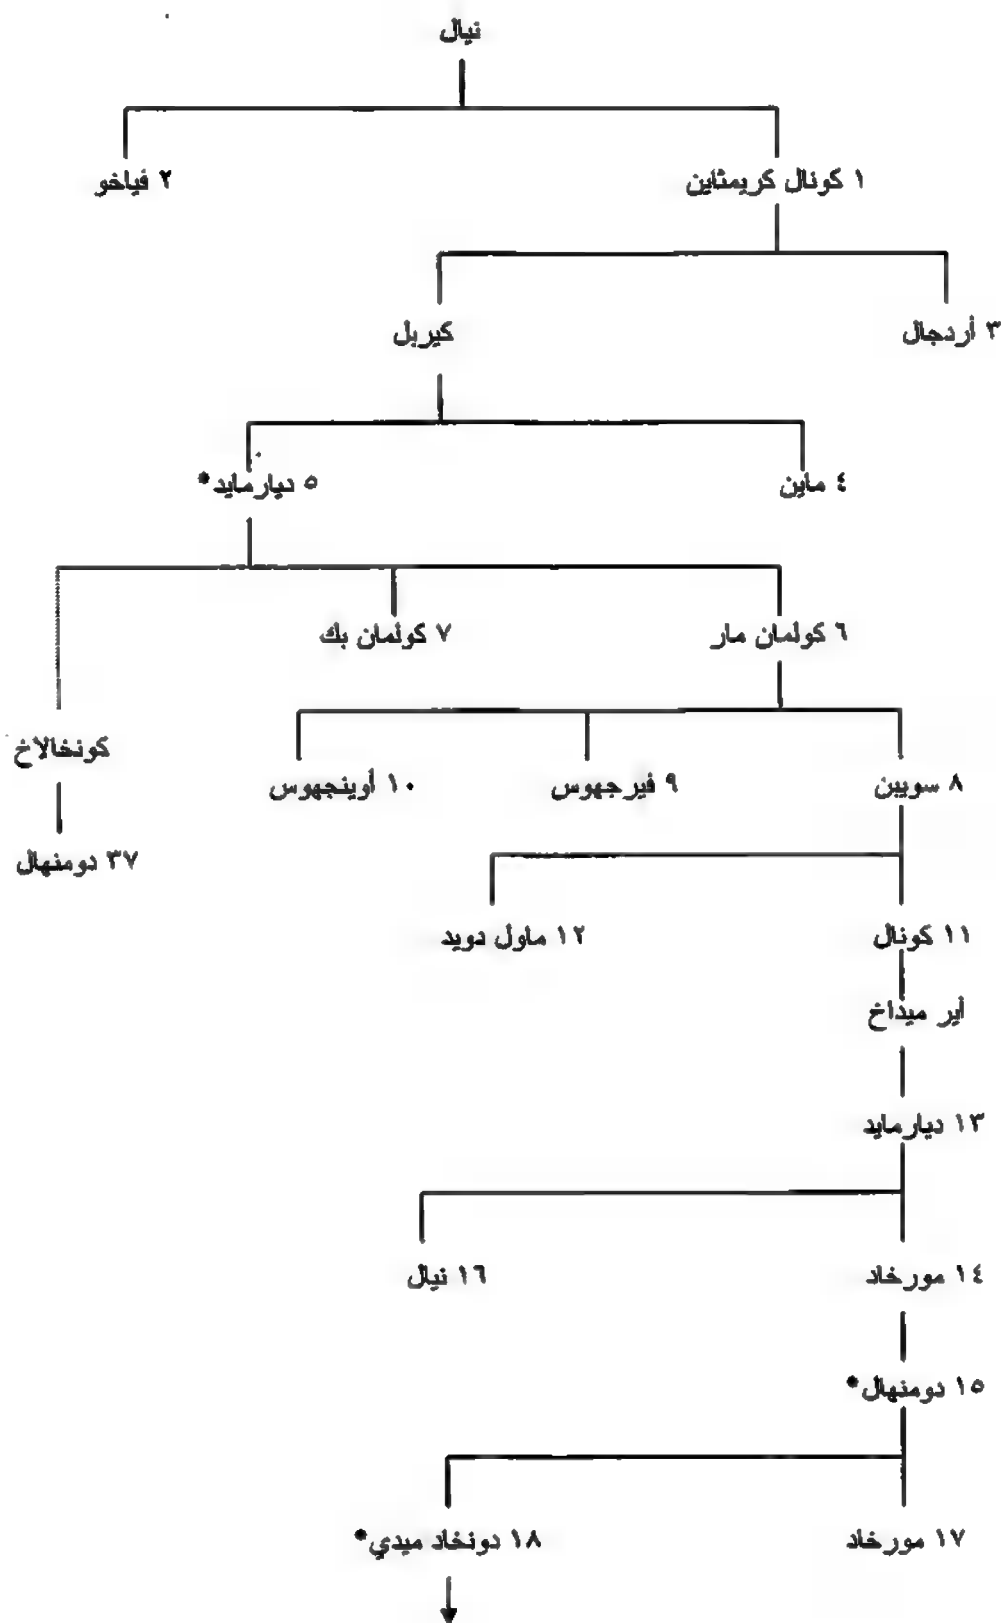 نيال
١ كونال كريمثاين
٢ فياخو
٣ أردجال
كيربل
٤ ماين
٥ ديارمايد*
٦ كولمان مار
٧ كولمان بك
كونخالاخ
٨ سويين
٩ فيرجهوس
١٠ أوينجهوس
٣٧ دومنهال
١١ كونال
١٢ ماول دويد
أير ميذاخ
١٣ ديارمايد
١٤ مورخاد
١٦ نيال
١٥ دومنهال*
١٧ مورخاد
١٨ دونخاد ميدي*